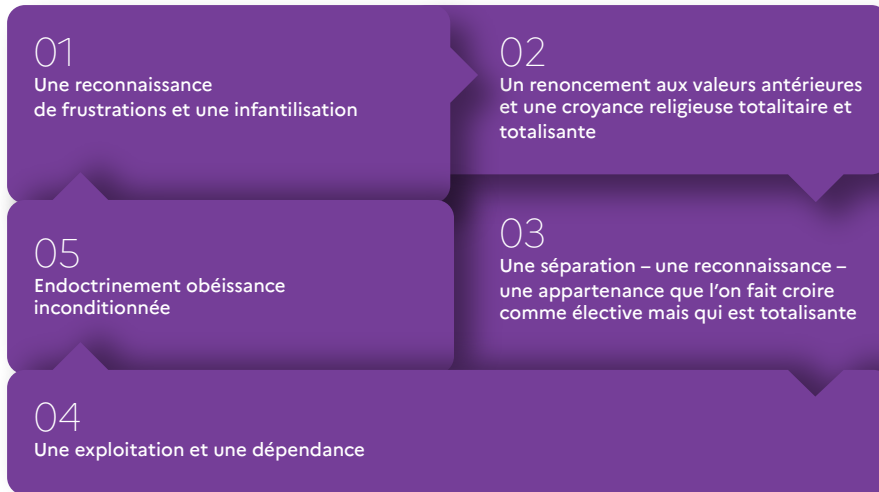 01
Une reconnaissance
de frustrations et une infantilisation
02
Un renoncement aux valeurs antérieures
et une croyance religieuse totalitaire et
totalisante
03
Une séparation – une reconnaissance –
une appartenance que l’on fait croire
comme élective mais qui est totalisante
04
Une exploitation et une dépendance
05
Endoctrinement obéissance
inconditionnée